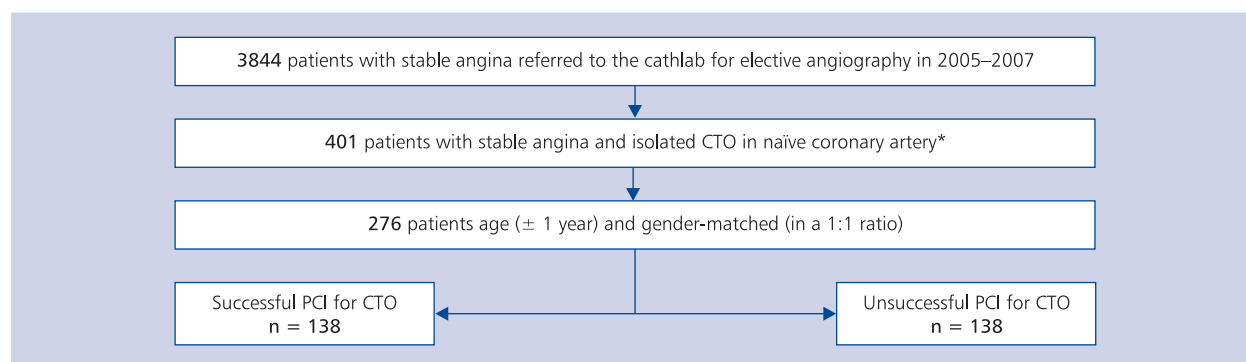 3844 patients with stable angina referred to the cathlab for elective angiography in 2005–2007
401 patients with stable angina and isolated CTO in naïve coronary artery*
276 patients age (± 1 year) and gender-matched (in a 1:1 ratio)
Successful PCI for CTO
n = 138
Unsuccessful PCI for CTO
n = 138